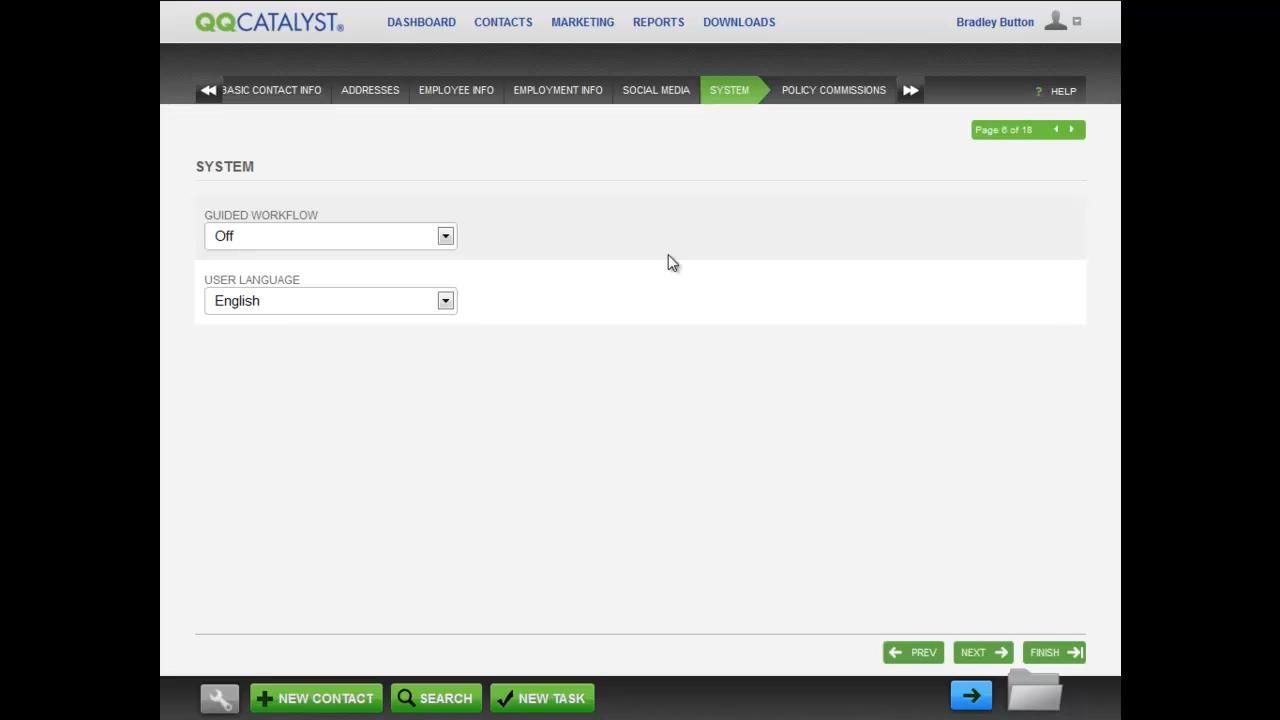 QQCATALYST® DASHBOARD CONTACTS MARKETING REPORTS DOWNLOADS Bradley Button
BASIC CONTACT INFO ADDRESSES EMPLOYEE INFO EMPLOYMENT INFO SOCIAL MEDIA SYSTEM POLICY COMMISSIONS ? HELP
Page 6 of 18
SYSTEM
GUIDED WORKFLOW
Off
USER LANGUAGE
English
PREV NEXT FINISH
NEW CONTACT SEARCH NEW TASK